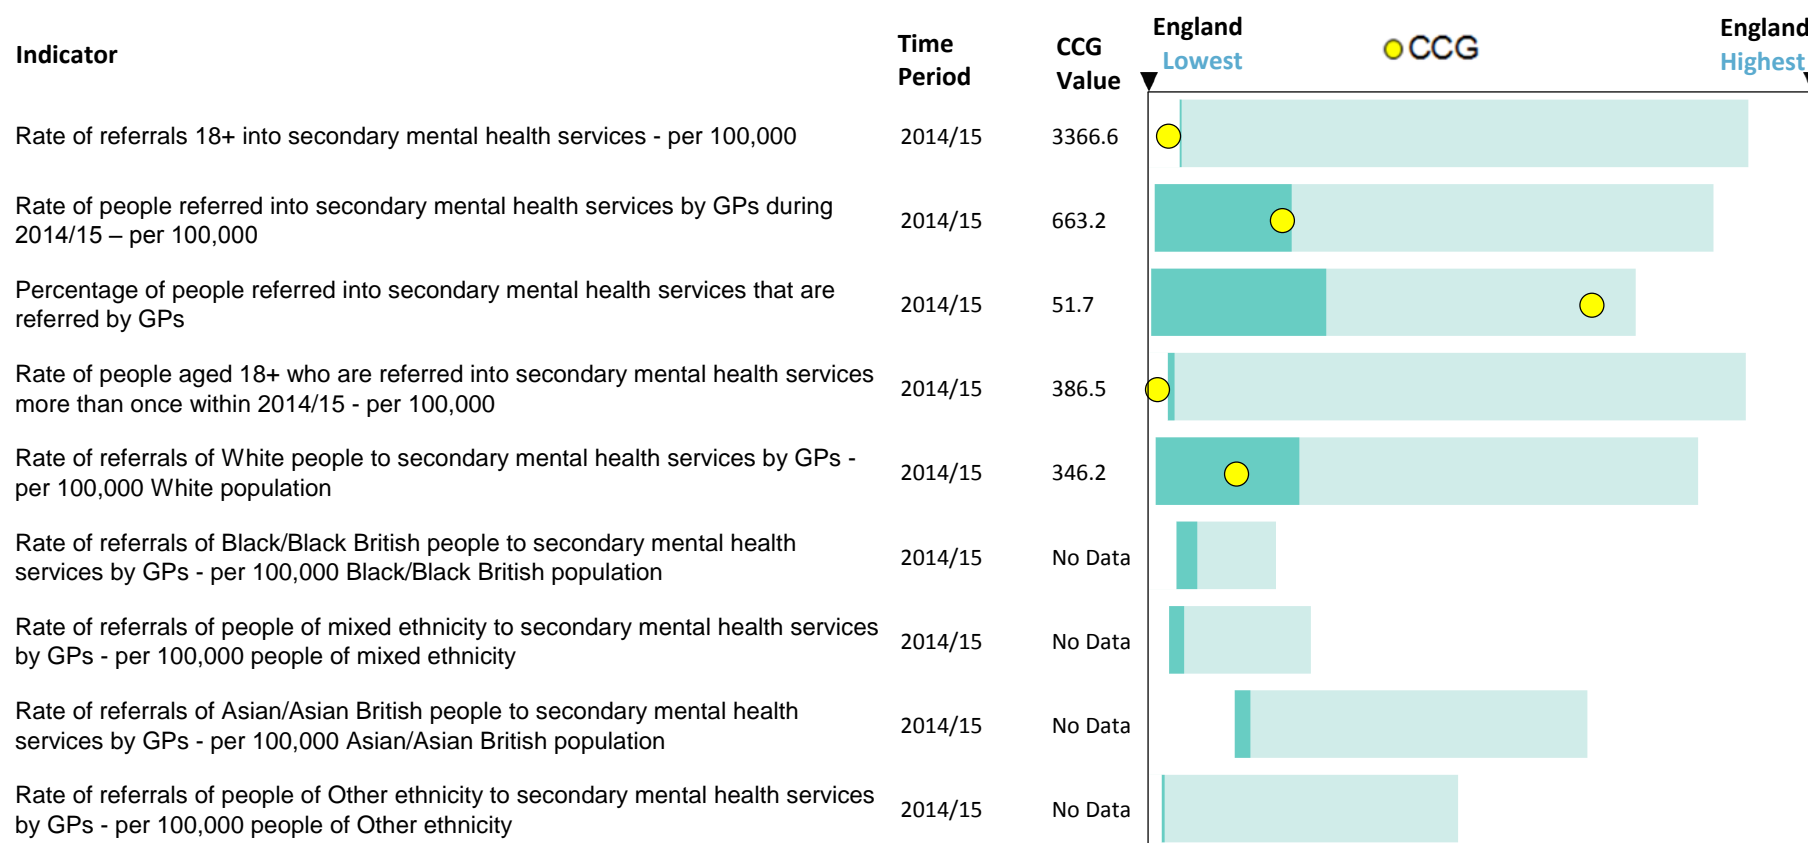 Indicator
Time
Period
CCG
Value
England
Lowest
CCG
England
Highest
Rate of referrals 18+ into secondary mental health services - per 100,000
2014/15
3366.6
Rate of people referred into secondary mental health services by GPs during
2014/15 – per 100,000
2014/15
663.2
Percentage of people referred into secondary mental health services that are
referred by GPs
2014/15
51.7
Rate of people aged 18+ who are referred into secondary mental health services
more than once within 2014/15 - per 100,000
2014/15
386.5
Rate of referrals of White people to secondary mental health services by GPs -
per 100,000 White population
2014/15
346.2
Rate of referrals of Black/Black British people to secondary mental health
services by GPs - per 100,000 Black/Black British population
2014/15
No Data
Rate of referrals of people of mixed ethnicity to secondary mental health services
by GPs - per 100,000 people of mixed ethnicity
2014/15
No Data
Rate of referrals of Asian/Asian British people to secondary mental health
services by GPs - per 100,000 Asian/Asian British population
2014/15
No Data
Rate of referrals of people of Other ethnicity to secondary mental health services
by GPs - per 100,000 people of Other ethnicity
2014/15
No Data